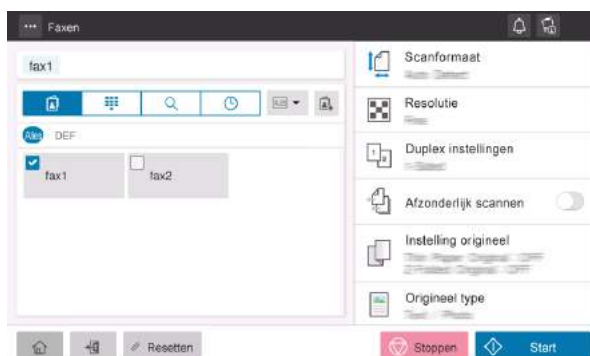 Faxen
fax1
Scanformaat
Resolutie
Alles DEF
Duplex instellingen
fax1 fax2
Afzonderlijk scannen
Instelling origineel
Origineel type
Resetten Stoppen Start